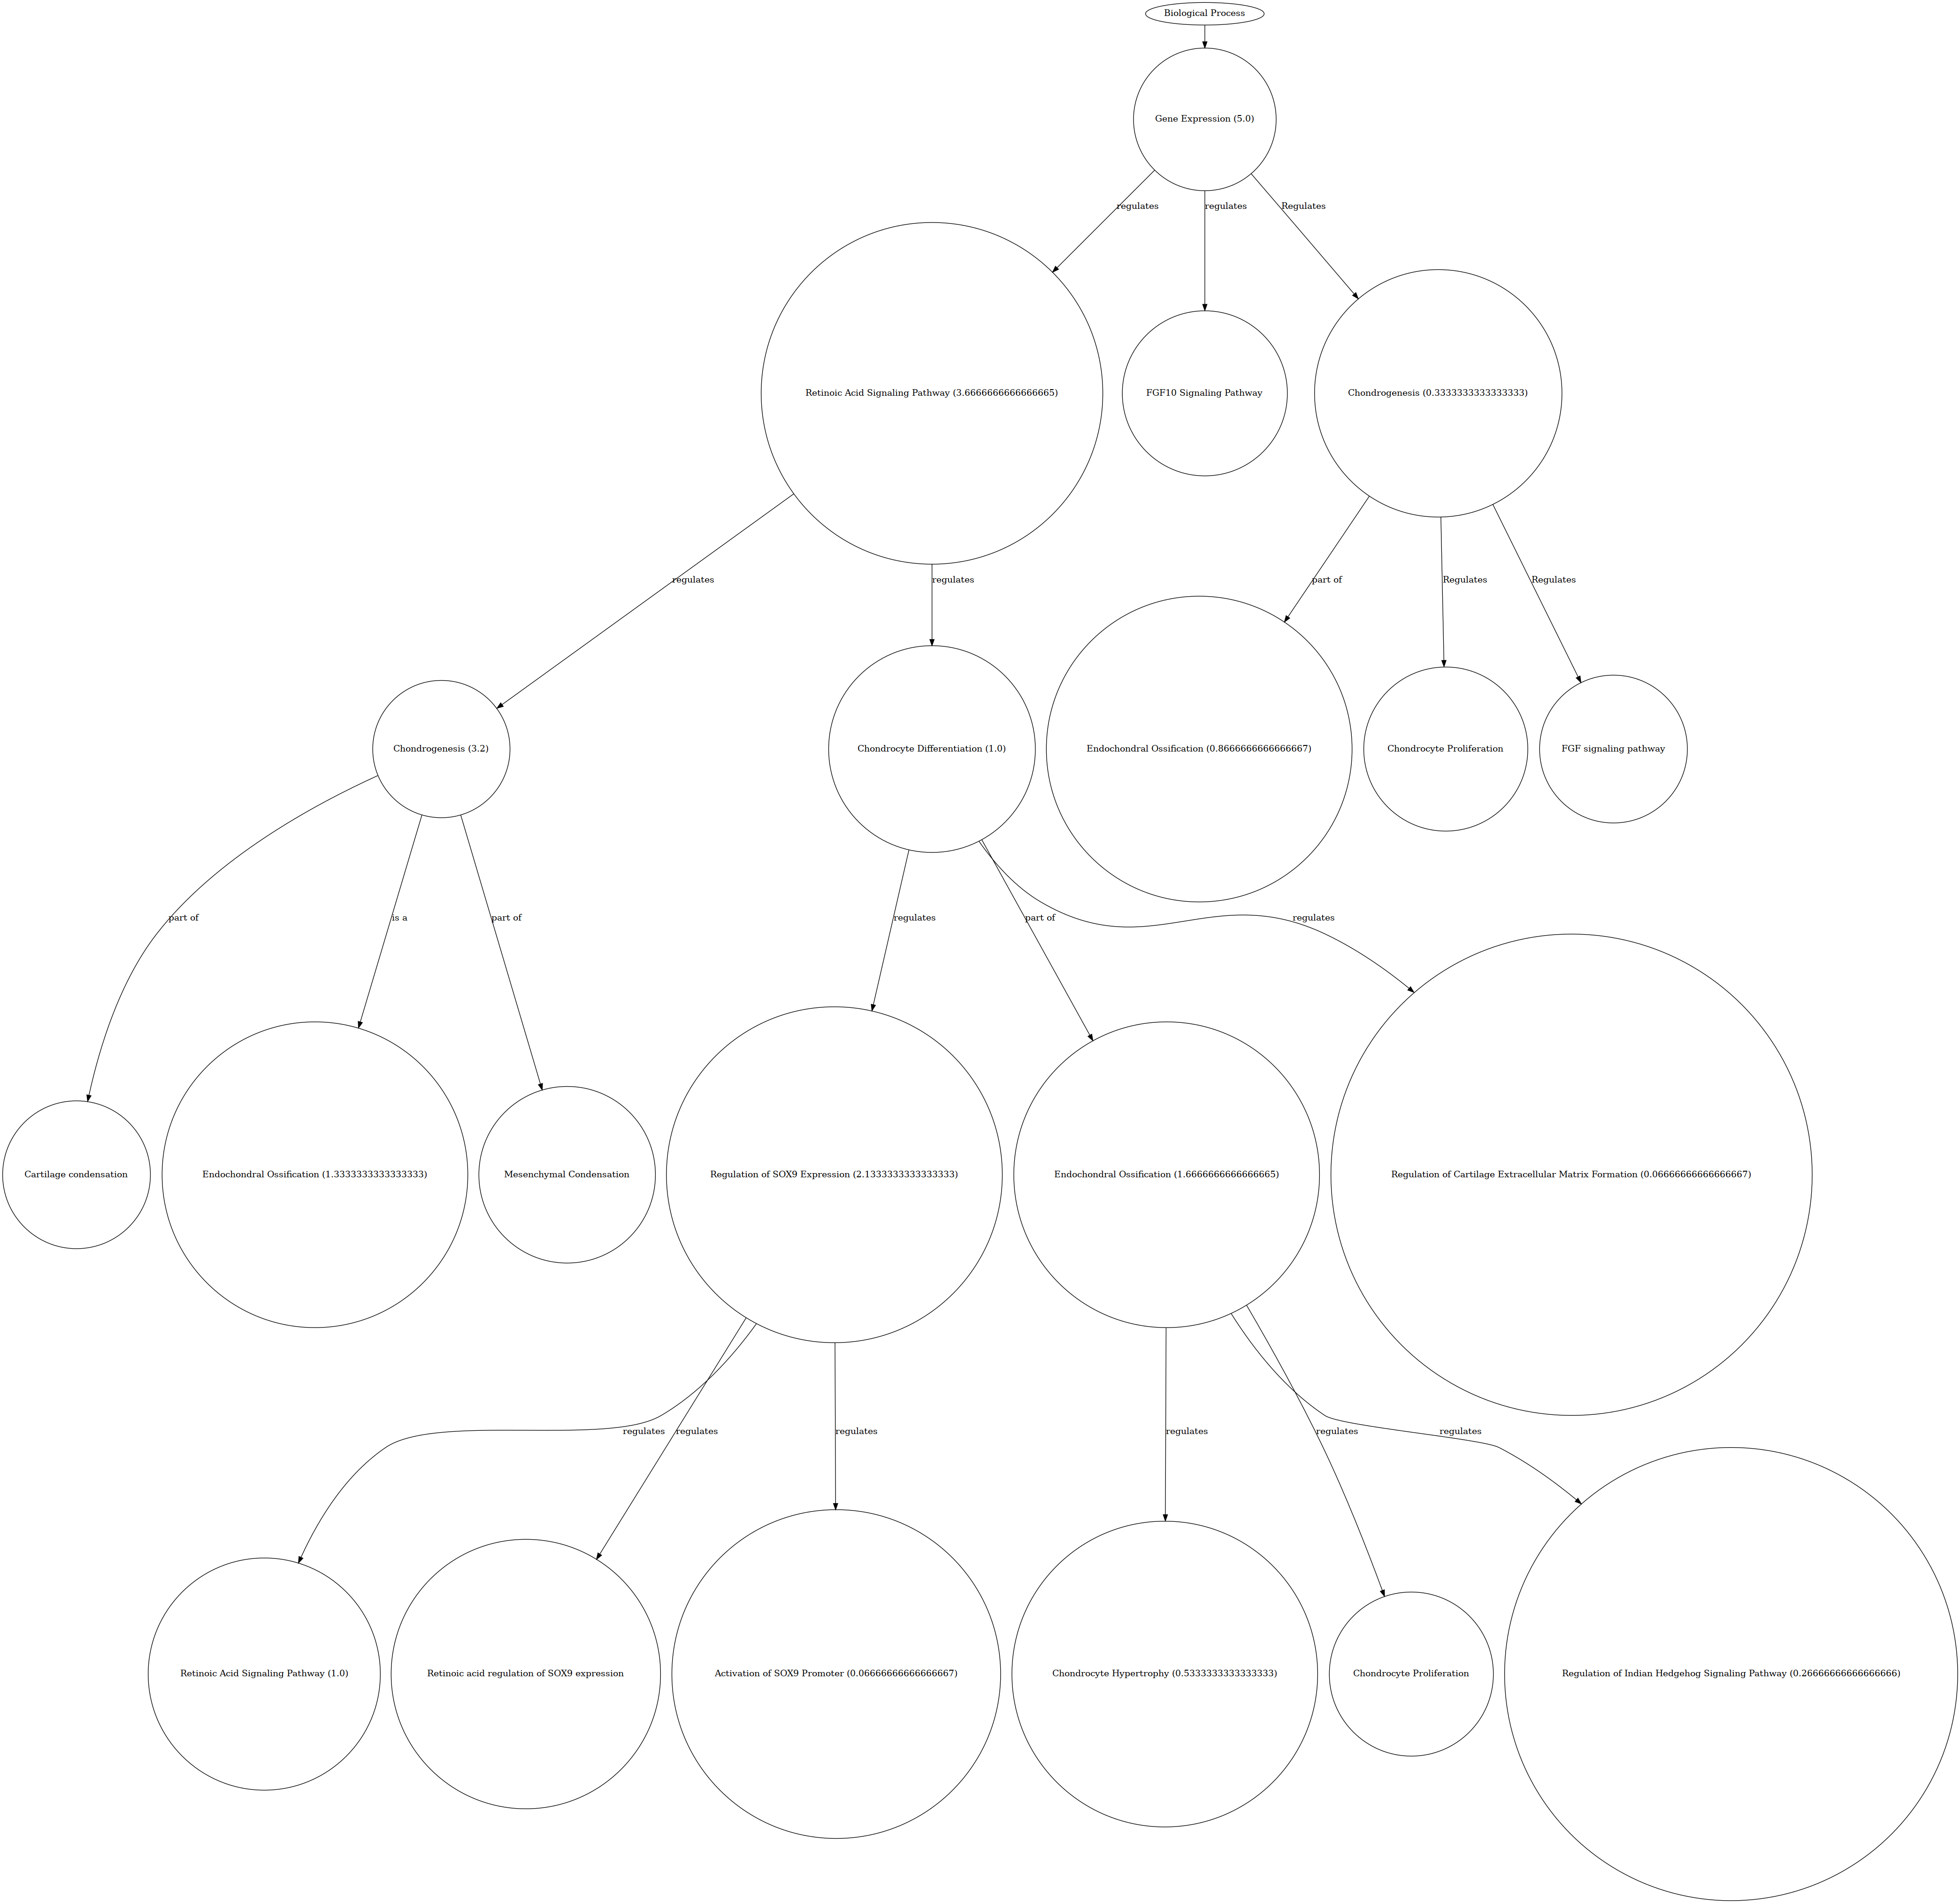 Biological Process
Gene Expression (5.0)
regulates
regulates
Regulates
Retinoic Acid Signaling Pathway (3.6666666666666665)
FGF10 Signaling Pathway
Chondrogenesis (0.3333333333333333)
regulates
regulates
part of
Regulates
Regulates
Chondrogenesis (3.2)
Chondrocyte Differentiation (1.0)
Endochondral Ossification (0.8666666666666667)
Chondrocyte Proliferation
FGF signaling pathway
part of
is a
part of
regulates
part of
regulates
Cartilage condensation
Endochondral Ossification (1.3333333333333333)
Mesenchymal Condensation
Regulation of SOX9 Expression (2.1333333333333333)
Endochondral Ossification (1.6666666666666665)
Regulation of Cartilage Extracellular Matrix Formation (0.06666666666666667)
regulates
regulates
regulates
regulates
regulates
regulates
Retinoic Acid Signaling Pathway (1.0)
Retinoic acid regulation of SOX9 expression
Activation of SOX9 Promoter (0.06666666666666667)
Chondrocyte Hypertrophy (0.5333333333333333)
Chondrocyte Proliferation
Regulation of Indian Hedgehog Signaling Pathway (0.26666666666666666)